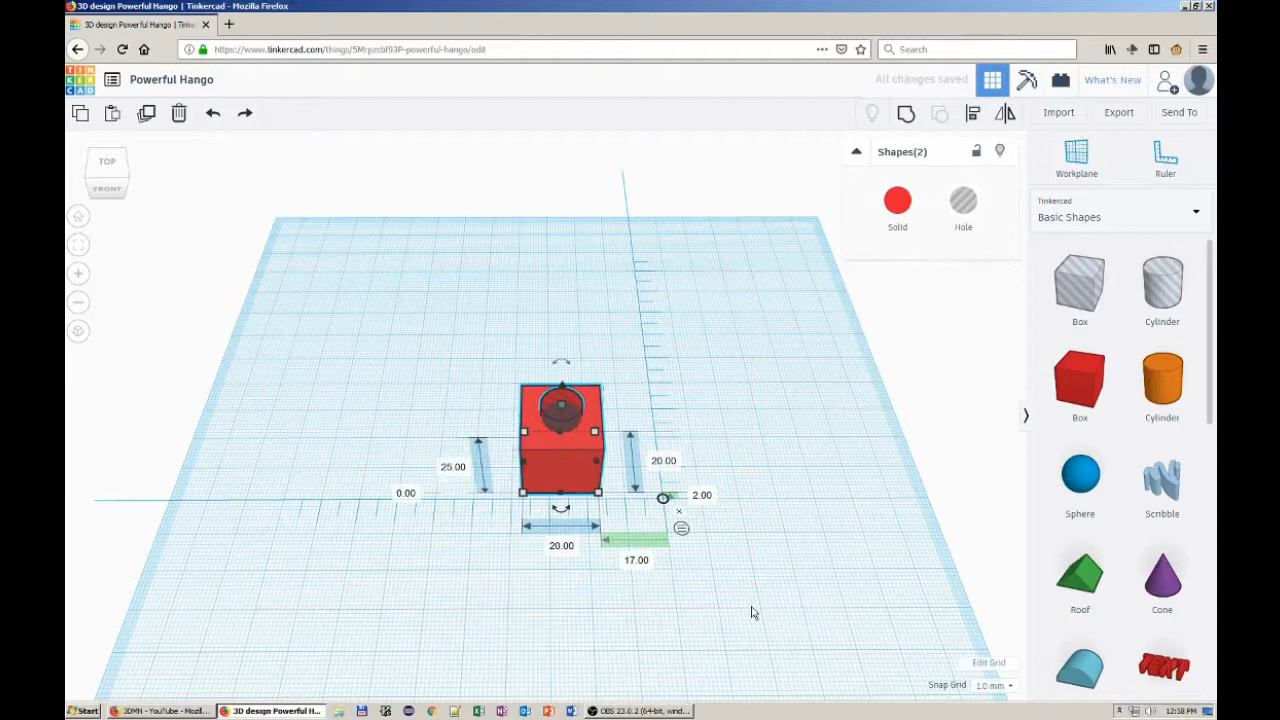 3D design Powerful Hango | Tinkercad - Mozilla Firefox
3D design Powerful Hango | Tinke
https://www.tinkercad.com/things/5Mrpzcbf93P-powerful-hango/edit
Search
TIN
KER
CAD
Powerful Hango
All changes saved
What's New
Import
Export
Send To
TOP
FRONT
Shapes(2)
Solid
Hole
Workplane
Ruler
Tinkercad
Basic Shapes
Box
Cylinder
Box
Cylinder
Sphere
Scribble
Roof
Cone
TEXT
25.00
20.00
0.00
2.00
20.00
17.00
Edit Grid
Snap Grid
1.0 mm
Start
3DMN - YouTube - Mozil...
3D design Powerful H...
OBS 23.0.2 (64-bit, wind...
12:58 PM